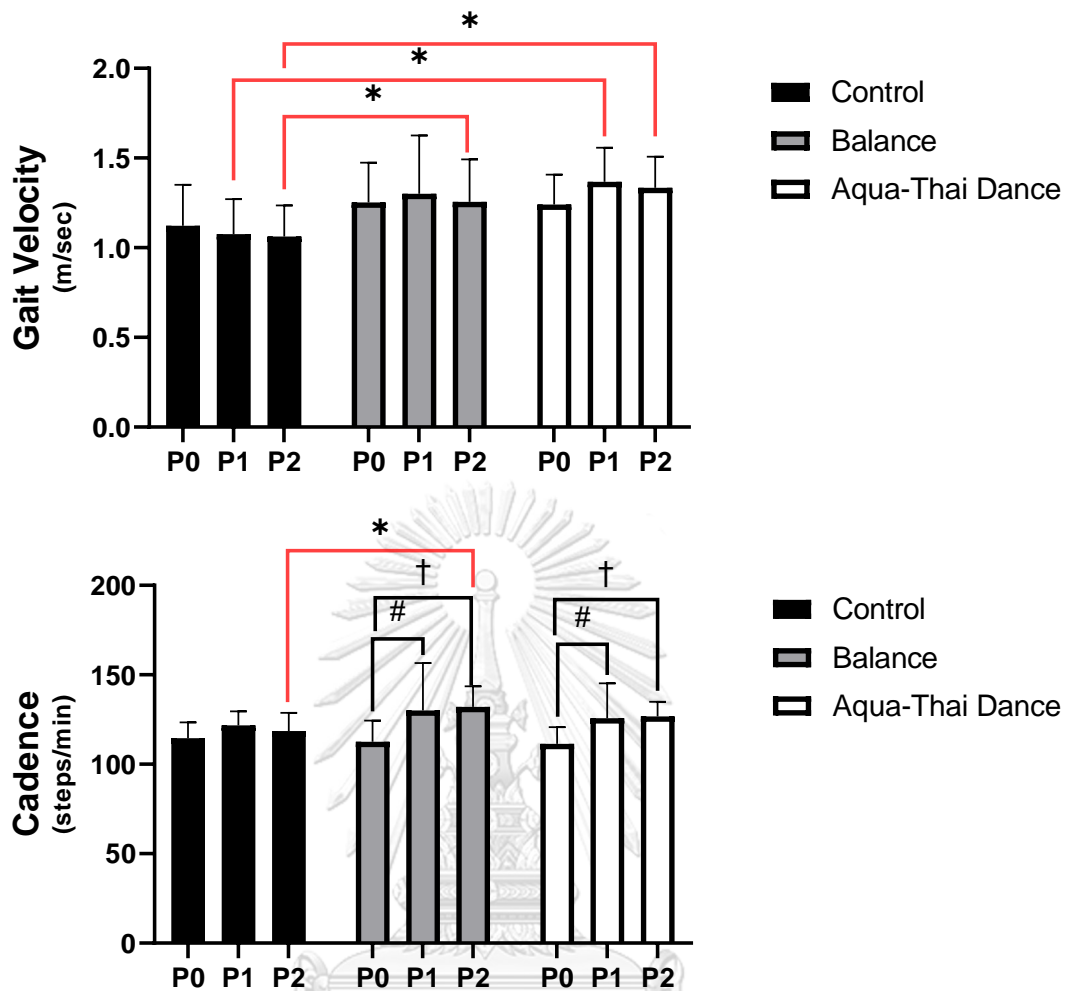 *
*
*
2.0
1.5
1.0
0.5
0.0
Gait Velocity
(m/sec)
P0 P1 P2 P0 P1 P2 P0 P1 P2
Control
Balance
Aqua-Thai Dance
*
† †
# #
200
150
100
50
0
Cadence
(steps/min)
P0 P1 P2 P0 P1 P2 P0 P1 P2
Control
Balance
Aqua-Thai Dance